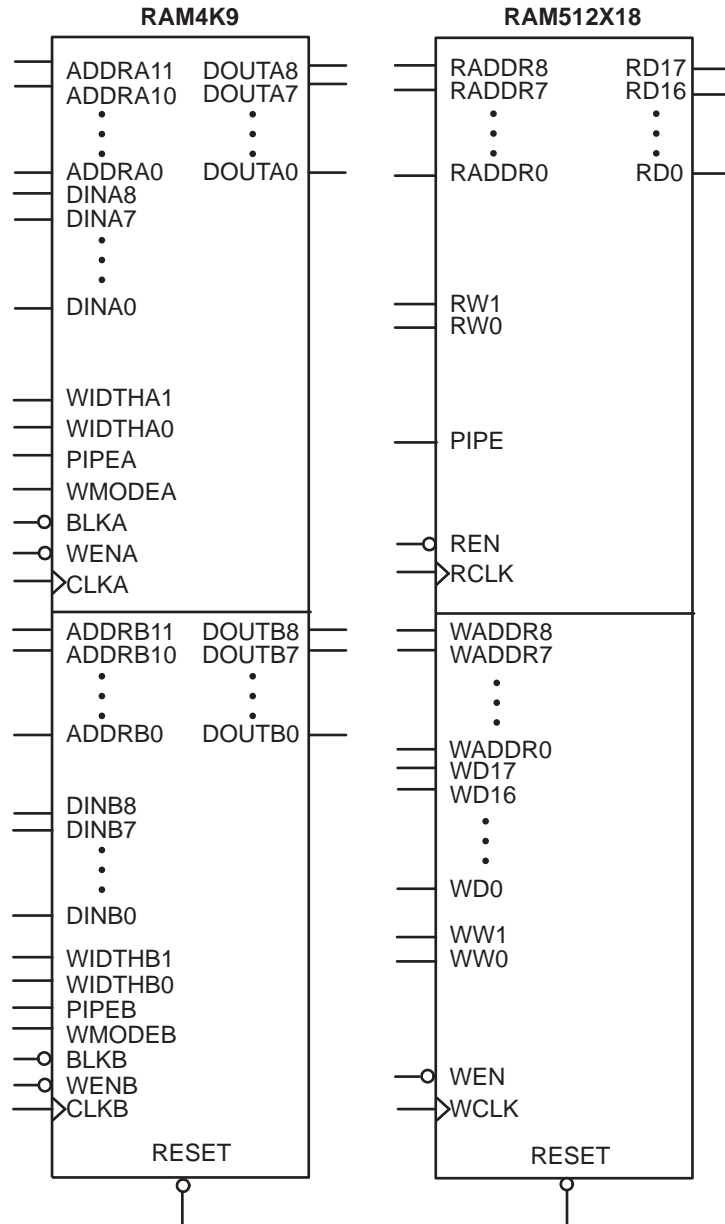 RAM4K9
ADDRA11 DOUTA8
ADDRA10 DOUTA7
ADDRA0 DOUTA0
DINA8
DINA7
DINA0
WIDTHA1
WIDTHA0
PIPEA
WMODEA
BLKA
WENA
CLKA
ADDRB11 DOUTB8
ADDRB10 DOUTB7
ADDRB0 DOUTB0
DINB8
DINB7
DINB0
WIDTHB1
WIDTHB0
PIPEB
WMODEB
BLKB
WENB
CLKB
RESET
RAM512X18
RADDR8 RD17
RADDR7 RD16
RADDR0 RD0
RW1
RW0
PIPE
REN
RCLK
WADDR8
WADDR7
WADDR0
WD17
WD16
WD0
WW1
WW0
WEN
WCLK
RESET